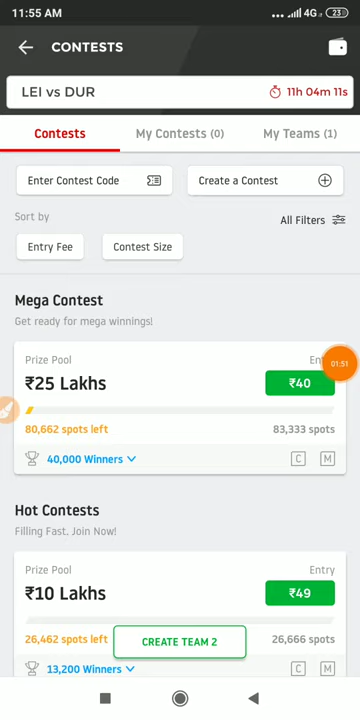 11:55 AM
4G
23
CONTESTS
LEI vs DUR
11h 04m 11s
Contests
My Contests (0)
My Teams (1)
Enter Contest Code
Create a Contest
Sort by
All Filters
Entry Fee
Contest Size
Mega Contest
Get ready for mega winnings!
Prize Pool
En
₹25 Lakhs
₹40
01:51
80,662 spots left
83,333 spots
40,000 Winners
C
M
Hot Contests
Filling Fast. Join Now!
Prize Pool
Entry
₹10 Lakhs
₹49
26,462 spots left
CREATE TEAM 2
26,666 spots
13,200 Winners
C
M